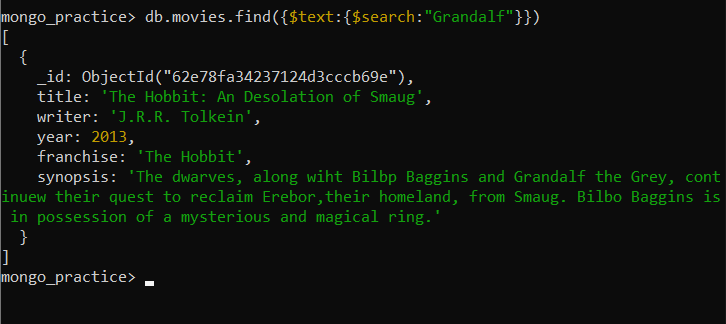 mongo_practice> db.movies.find({$text:{$search:"Grandalf"}})
[
  {
    _id: ObjectId("62e78fa34237124d3cccb69e"),
    title: 'The Hobbit: An Desolation of Smaug',
    writer: 'J.R.R. Tolkein',
    year: 2013,
    franchise: 'The Hobbit',
    synopsis: 'The dwarves, along wiht Bilbp Baggins and Grandalf the Grey, cont
inuew their quest to reclaim Erebor,their homeland, from Smaug. Bilbo Baggins is
 in possession of a mysterious and magical ring.'
  }
]
mongo_practice>